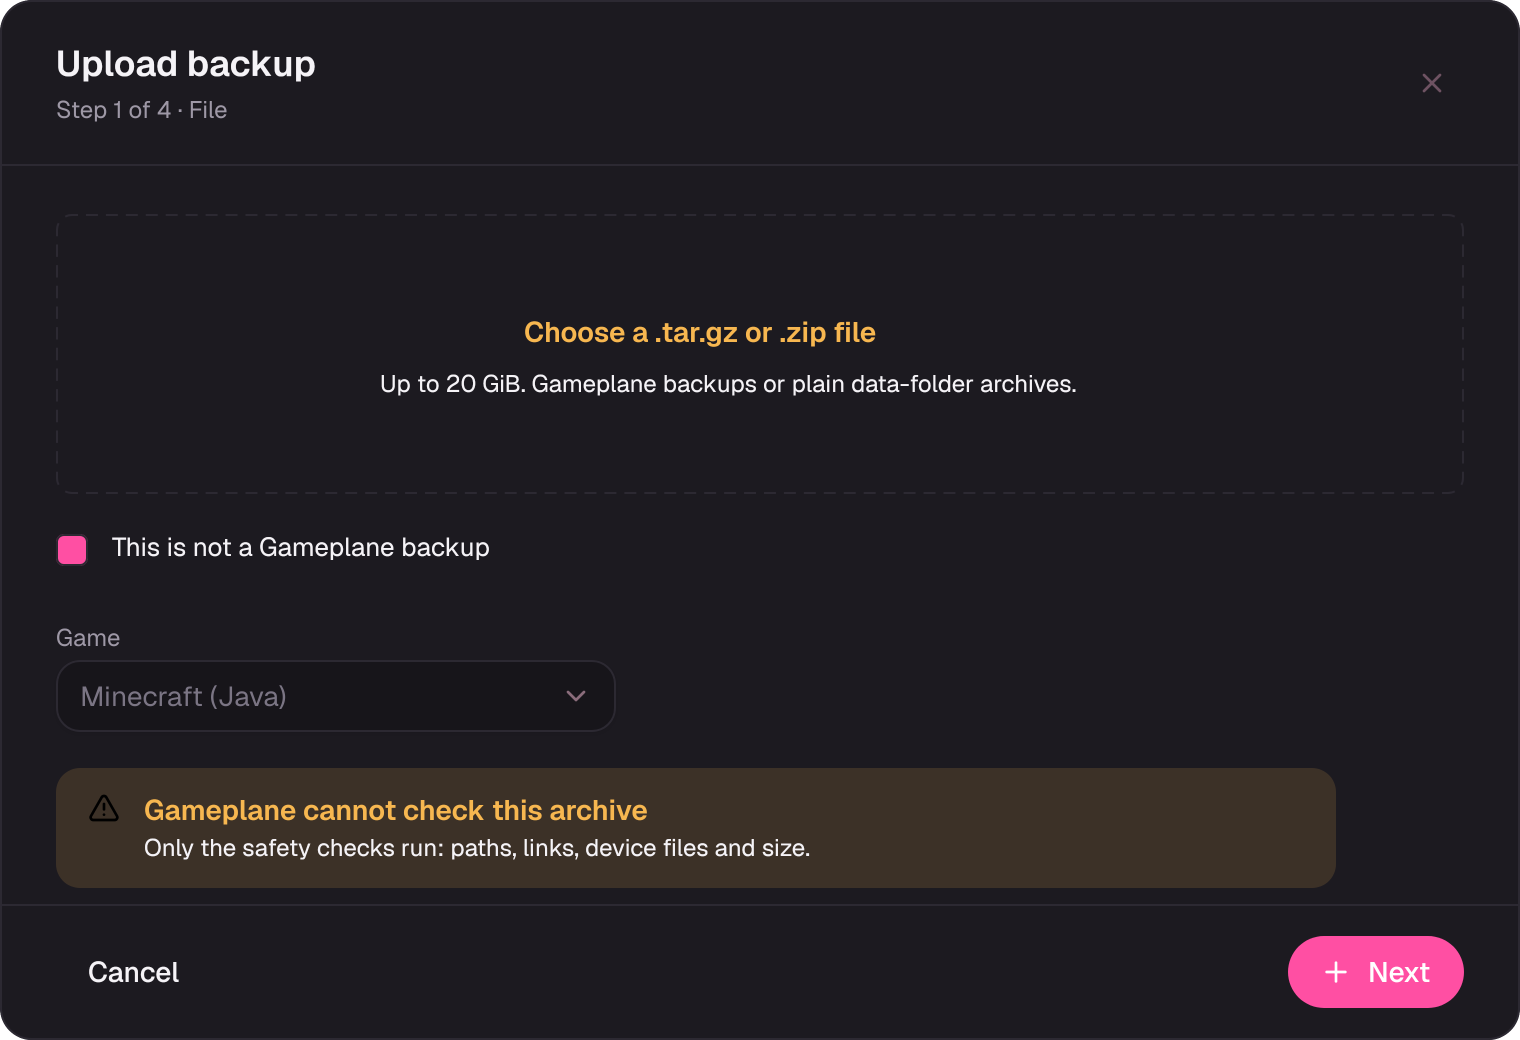 Upload backup
Step 1 of 4 · File
Choose a .tar.gz or .zip file
Up to 20 GiB. Gameplane backups or plain data-folder archives.
This is not a Gameplane backup
Game
Minecraft (Java)
Gameplane cannot check this archive
Only the safety checks run: paths, links, device files and size.
Cancel
Next